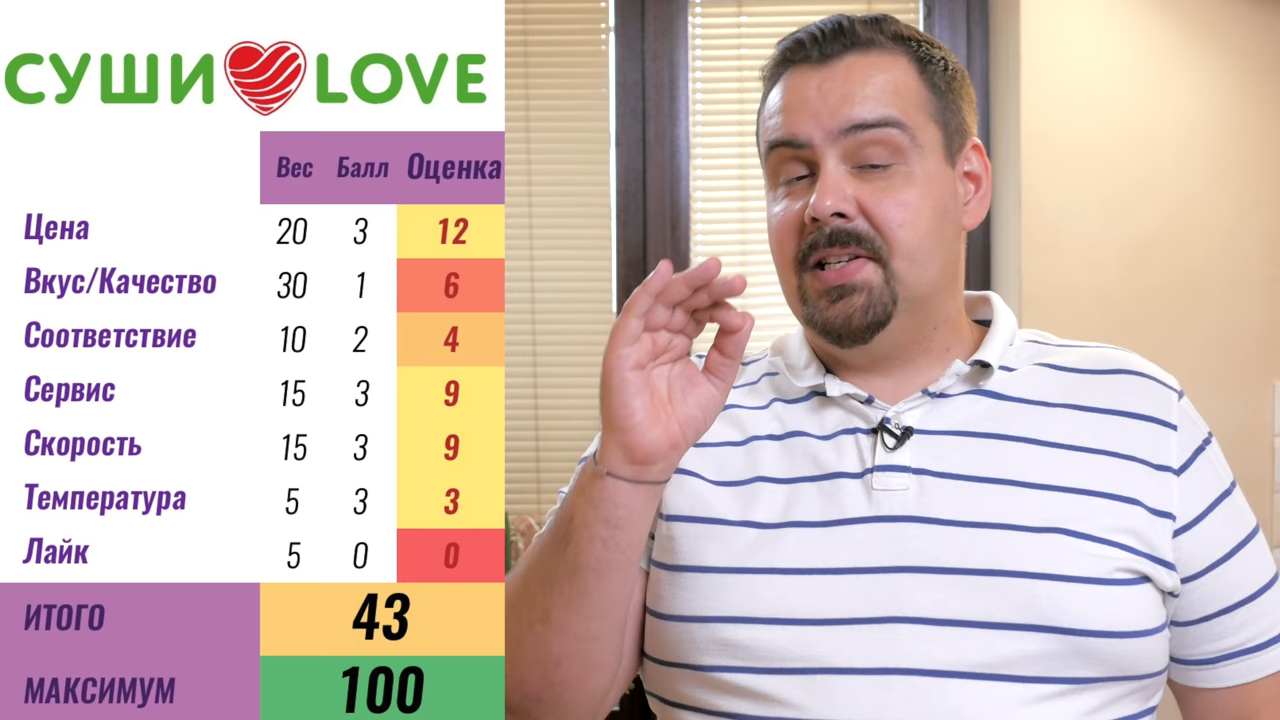 СУШИ LOVE
Вес Балл Оценка
Цена 20 3 12
Вкус/Качество 30 1 6
Соответствие 10 2 4
Сервис 15 3 9
Скорость 15 3 9
Температура 5 3 3
Лайк 5 0 0
ИТОГО 43
МАКСИМУМ 100